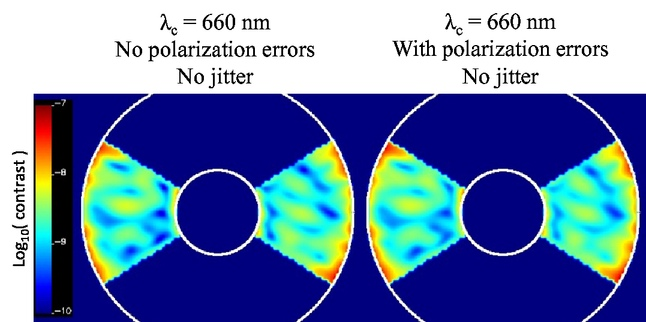 λc = 660 nm
No polarization errors
No jitter
λc = 660 nm
With polarization errors
No jitter
Log10( contrast )
-7
-8
-9
-10